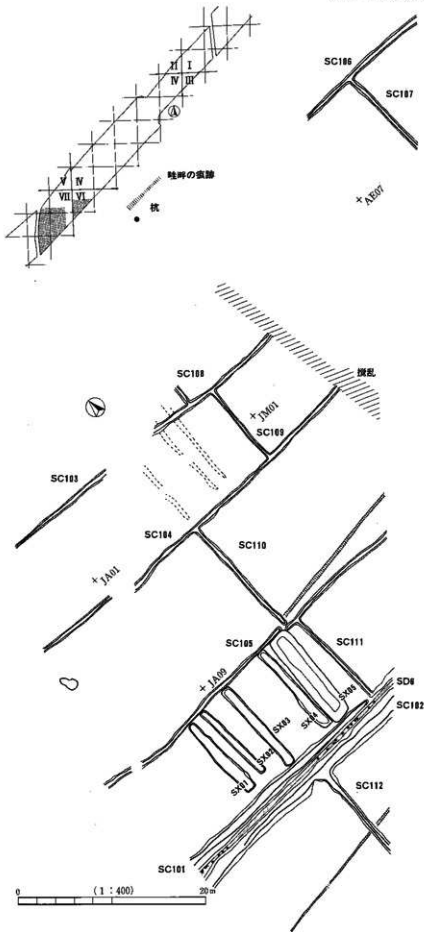 SC106
SC107
II I
IV III
V IV
VII VI
畦畔の痕跡
杭
AE07
SC108
攪乱
JM01
SC109
SC103
SC104
SC110
JA01
SC105
SC111
JA09
SD6
SC102
SX05
SX04
SX03
SX02
SX01
SC112
SC101
0 (1:400) 20m